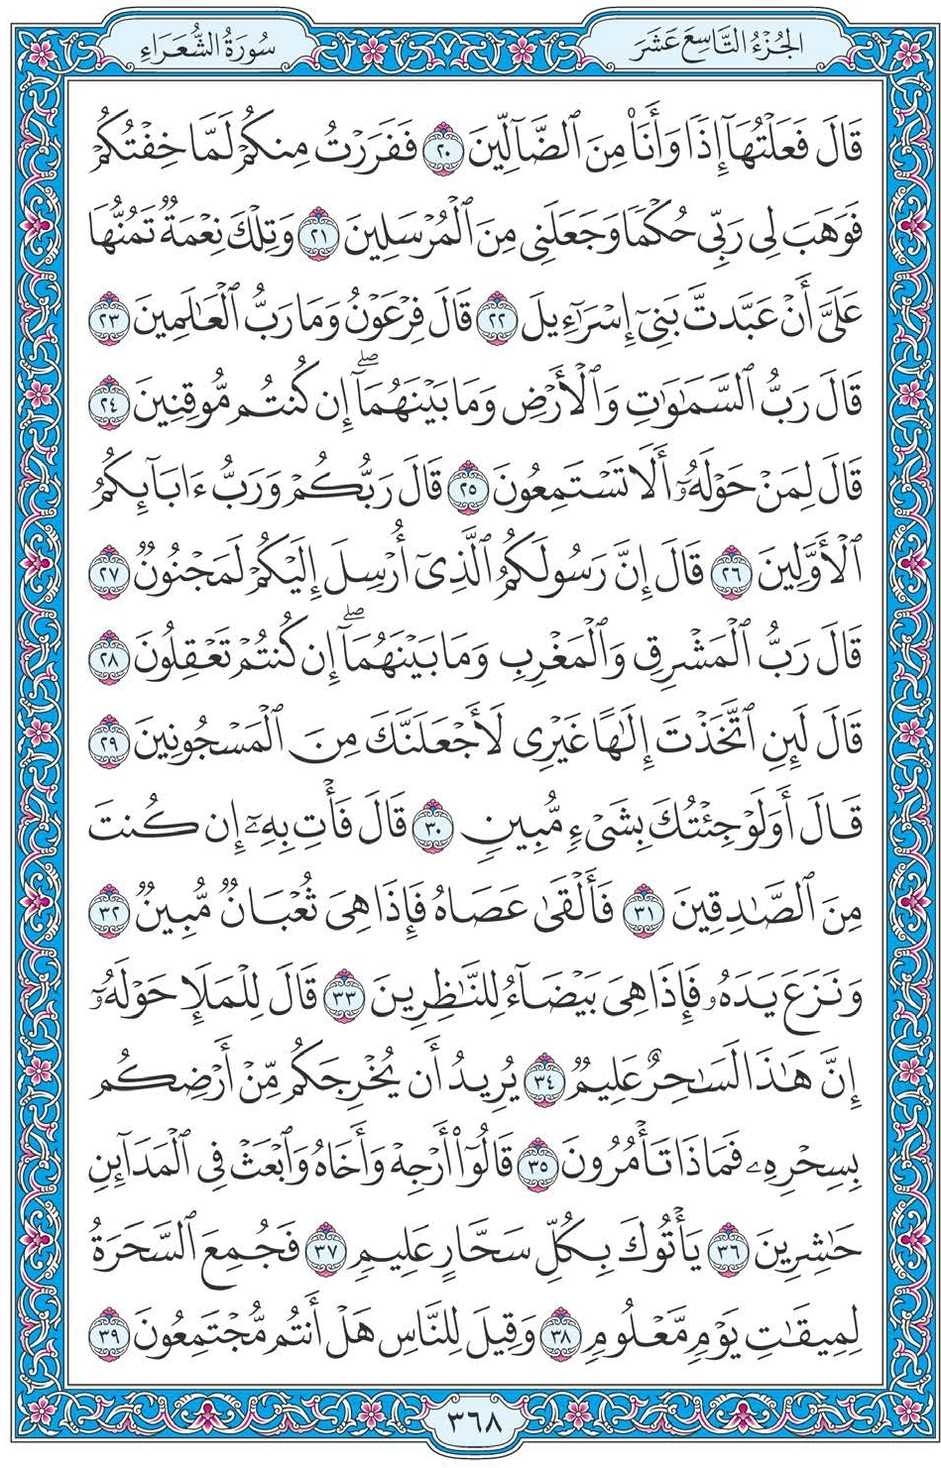 الجُزْءُ التَّاسِعَ عَشَرَ
سُورَةُ الشُّعَرَاءِ
قَالَ فَعَلْتُهَآ إِذًا وَأَنَا۠ مِنَ ٱلضَّآلِّينَ ٢٠ فَفَرَرْتُ مِنكُمْ لَمَّا خِفْتُكُمْ
فَوَهَبَ لِى رَبِّى حُكْمًا وَجَعَلَنِى مِنَ ٱلْمُرْسَلِينَ ٢١ وَتِلْكَ نِعْمَةٌ تَمُنُّهَا
عَلَىَّ أَنْ عَبَّدتَّ بَنِىٓ إِسْرَٰٓءِيلَ ٢٢ قَالَ فِرْعَوْنُ وَمَا رَبُّ ٱلْعَٰلَمِينَ ٢٣
قَالَ رَبُّ ٱلسَّمَٰوَٰتِ وَٱلْأَرْضِ وَمَا بَيْنَهُمَآ ۖ إِن كُنتُم مُّوقِنِينَ ٢٤
قَالَ لِمَنْ حَوْلَهُۥٓ أَلَا تَسْتَمِعُونَ ٢٥ قَالَ رَبُّكُمْ وَرَبُّ ءَابَآئِكُمُ
ٱلْأَوَّلِينَ ٢٦ قَالَ إِنَّ رَسُولَكُمُ ٱلَّذِىٓ أُرْسِلَ إِلَيْكُمْ لَمَجْنُونٌ ٢٧
قَالَ رَبُّ ٱلْمَشْرِقِ وَٱلْمَغْرِبِ وَمَا بَيْنَهُمَآ ۖ إِن كُنتُمْ تَعْقِلُونَ ٢٨
قَالَ لَئِنِ ٱتَّخَذْتَ إِلَٰهًا غَيْرِى لَأَجْعَلَنَّكَ مِنَ ٱلْمَسْجُونِينَ ٢٩
قَالَ أَوَلَوْ جِئْتُكَ بِشَىْءٍ مُّبِينٍ ٣٠ قَالَ فَأْتِ بِهِۦٓ إِن كُنتَ
مِنَ ٱلصَّٰدِقِينَ ٣١ فَأَلْقَىٰ عَصَاهُ فَإِذَا هِىَ ثُعْبَانٌ مُّبِينٌ ٣٢
وَنَزَعَ يَدَهُۥ فَإِذَا هِىَ بَيْضَآءُ لِلنَّٰظِرِينَ ٣٣ قَالَ لِلْمَلَإِ حَوْلَهُۥٓ
إِنَّ هَٰذَا لَسَٰحِرٌ عَلِيمٌ ٣٤ يُرِيدُ أَن يُخْرِجَكُم مِّنْ أَرْضِكُم
بِسِحْرِهِۦ فَمَاذَا تَأْمُرُونَ ٣٥ قَالُوٓا۟ أَرْجِهْ وَأَخَاهُ وَٱبْعَثْ فِى ٱلْمَدَآئِنِ
حَٰشِرِينَ ٣٦ يَأْتُوكَ بِكُلِّ سَحَّارٍ عَلِيمٍ ٣٧ فَجُمِعَ ٱلسَّحَرَةُ
لِمِيقَٰتِ يَوْمٍ مَّعْلُومٍ ٣٨ وَقِيلَ لِلنَّاسِ هَلْ أَنتُم مُّجْتَمِعُونَ ٣٩
٣٦٨